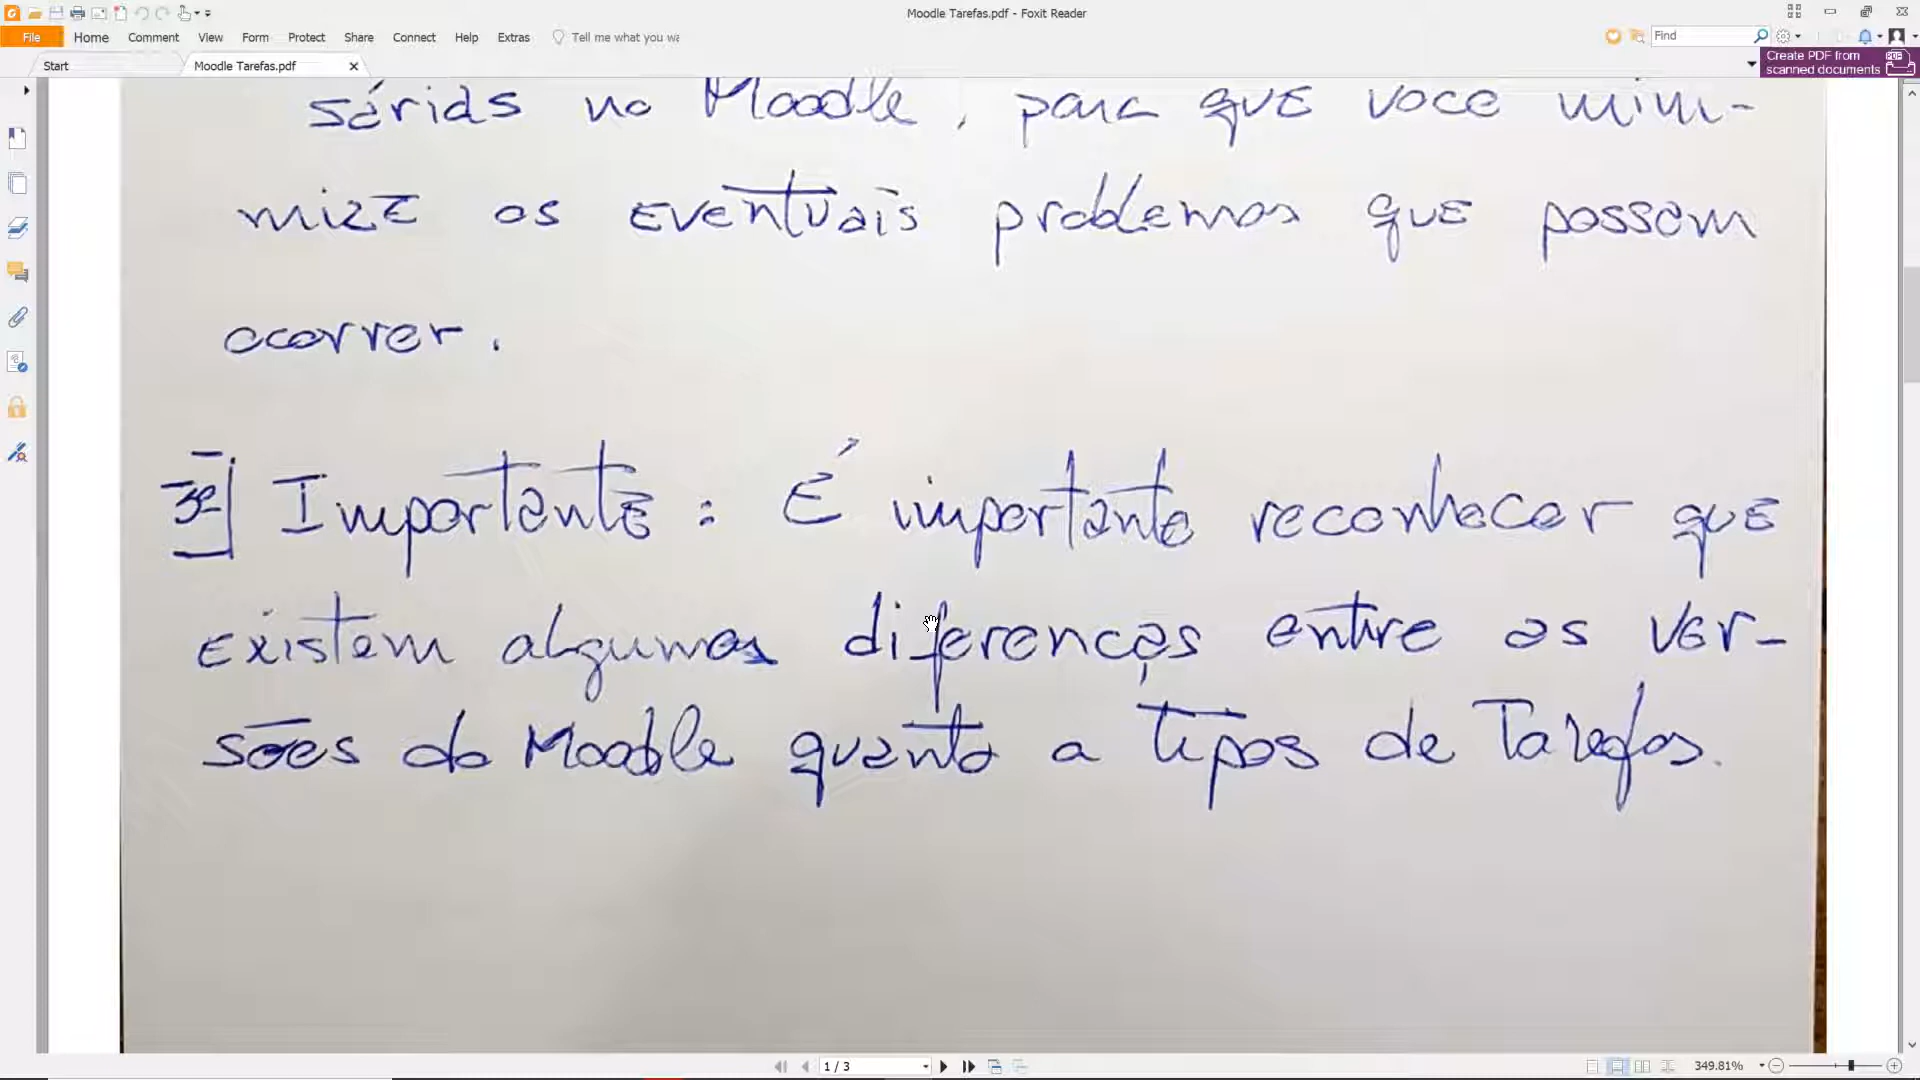 Moodle Tarefas.pdf - Foxit Reader
File Home Comment View Form Protect Share Connect Help Extras Tell me what you wa
Find
Start Moodle Tarefas.pdf
Create PDF from
scanned documents
sárias no Moodle, para que voce mini-
mize os eventuais problemas que possam
ocorrer.
3º Importante: É importante reconhecer que
existem algumas diferenças entre as ver-
sões do Moodle quanto a tipos de Tarefas.
1 / 3
349.81%